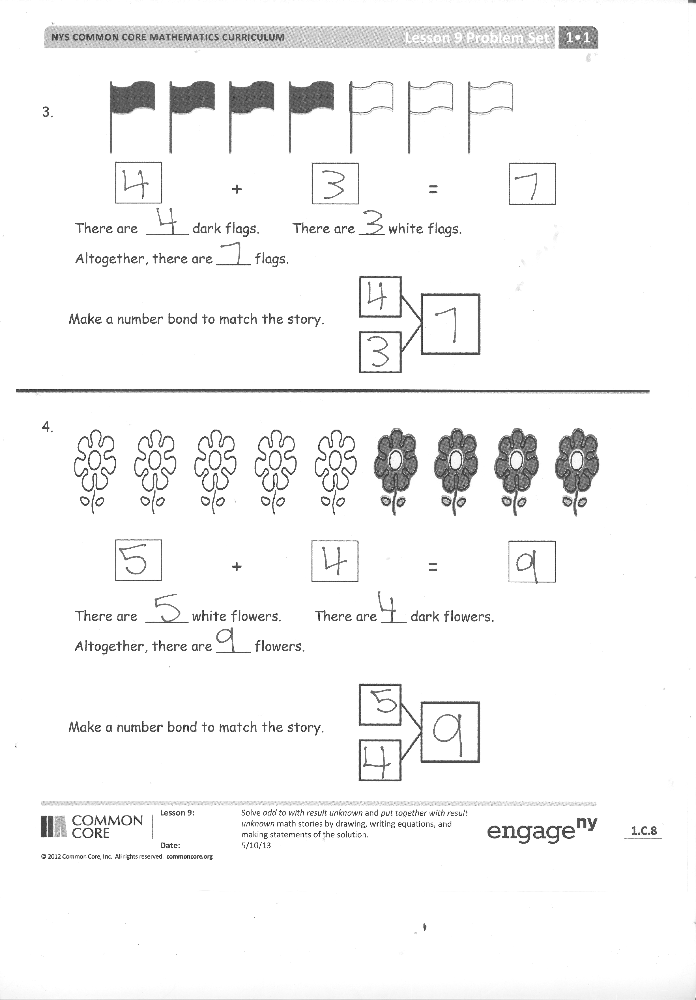 NYS COMMON CORE MATHEMATICS CURRICULUM Lesson 9 Problem Set 1•1
3.
4 + 3 = 7
There are 4 dark flags. There are 3 white flags.
Altogether, there are 7 flags.
4
Make a number bond to match the story. 7
3
4.
5 + 4 = 9
There are 5 white flowers. There are 4 dark flowers.
Altogether, there are 9 flowers.
5
Make a number bond to match the story. 9
4
COMMON CORE
Lesson 9: Solve add to with result unknown and put together with result
unknown math stories by drawing, writing equations, and
making statements of the solution.
Date: 5/10/13
engageny 1.C.8
© 2012 Common Core, Inc. All rights reserved. commoncore.org